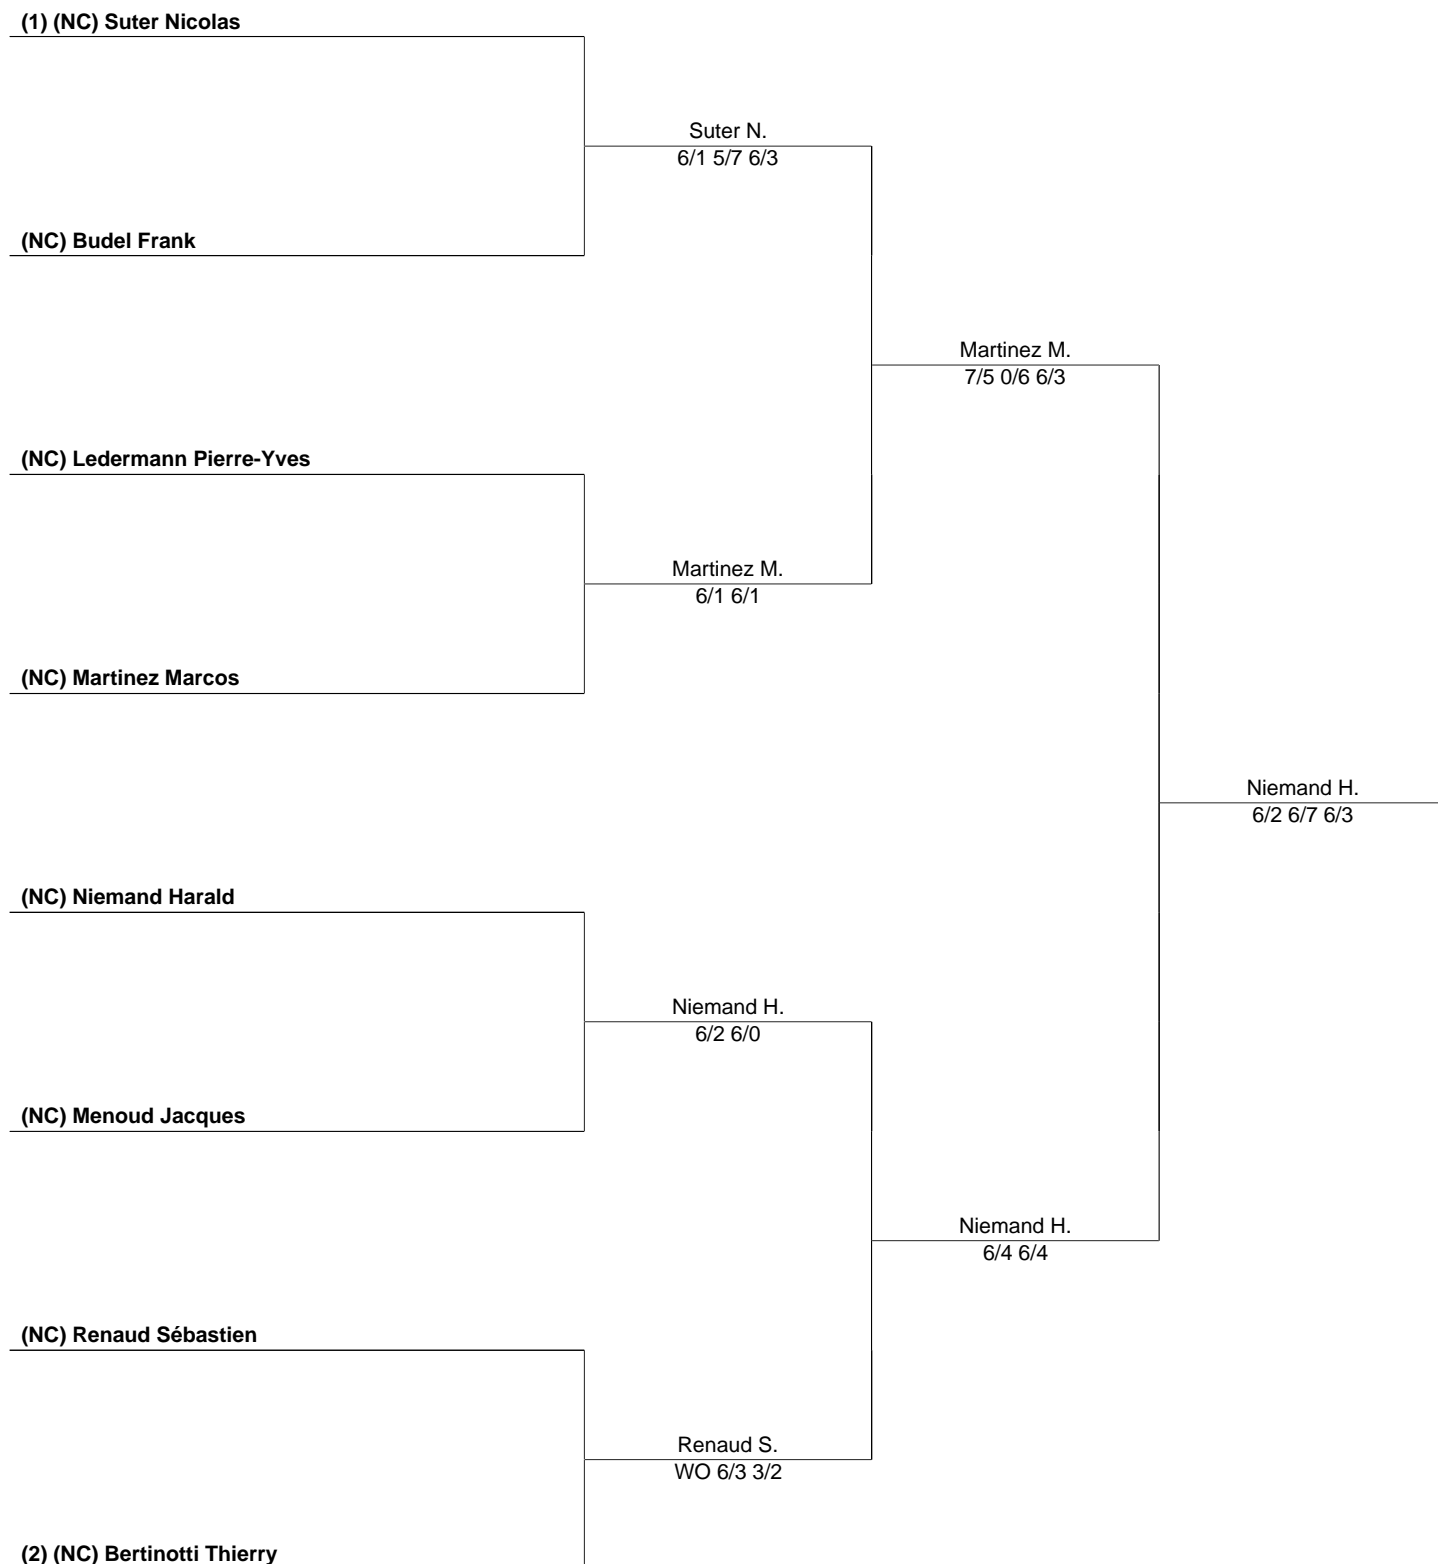 (1) (NC) Suter Nicolas
Suter N.
6/1 5/7 6/3
(NC) Budel Frank
Martinez M.
7/5 0/6 6/3
(NC) Ledermann Pierre-Yves
Martinez M.
6/1 6/1
(NC) Martinez Marcos
Niemand H.
6/2 6/7 6/3
(NC) Niemand Harald
Niemand H.
6/2 6/0
(NC) Menoud Jacques
Niemand H.
6/4 6/4
(NC) Renaud Sébastien
Renaud S.
WO 6/3 3/2
(2) (NC) Bertinotti Thierry